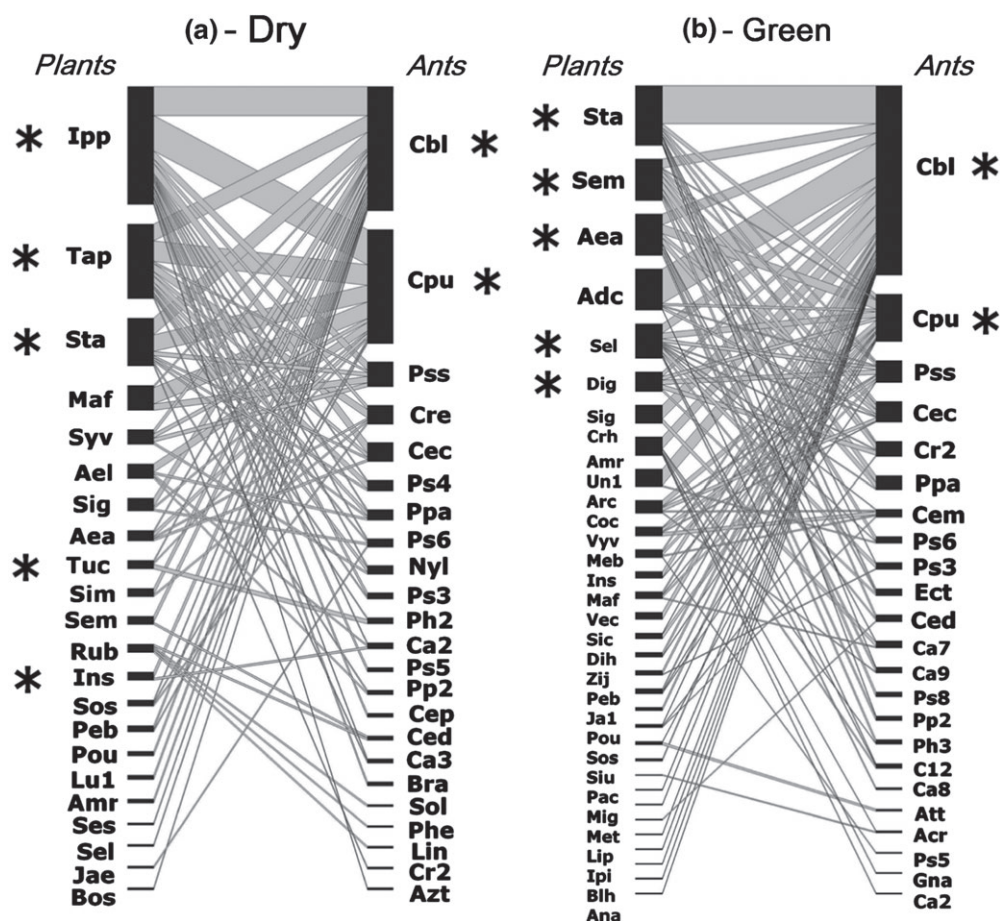 (a) - Dry
Plants
Ants
Ipp
Tap
Sta
Maf
Syv
Ael
Sig
Aea
Tuc
Sim
Sem
Rub
Ins
Sos
Peb
Pou
Lu1
Amr
Ses
Sel
Jae
Bos
Cbl
Cpu
Pss
Cre
Cec
Ps4
Ppa
Ps6
Nyl
Ps3
Ph2
Ca2
Ps5
Pp2
Cep
Ced
Ca3
Bra
Sol
Phe
Lin
Cr2
Azt
(b) - Green
Plants
Ants
Sta
Sem
Aea
Adc
Sel
Dig
Sig
Crh
Amr
Un1
Arc
Coc
Vyv
Meb
Ins
Maf
Vec
Sic
Dih
Zij
Peb
Ja1
Pou
Sos
Siu
Pac
Mig
Met
Lip
Ipi
Blh
Ana
Cbl
Cpu
Pss
Cec
Cr2
Ppa
Cem
Ps6
Ps3
Ect
Ced
Ca7
Ca9
Ps8
Pp2
Ph3
C12
Ca8
Att
Acr
Ps5
Gna
Ca2